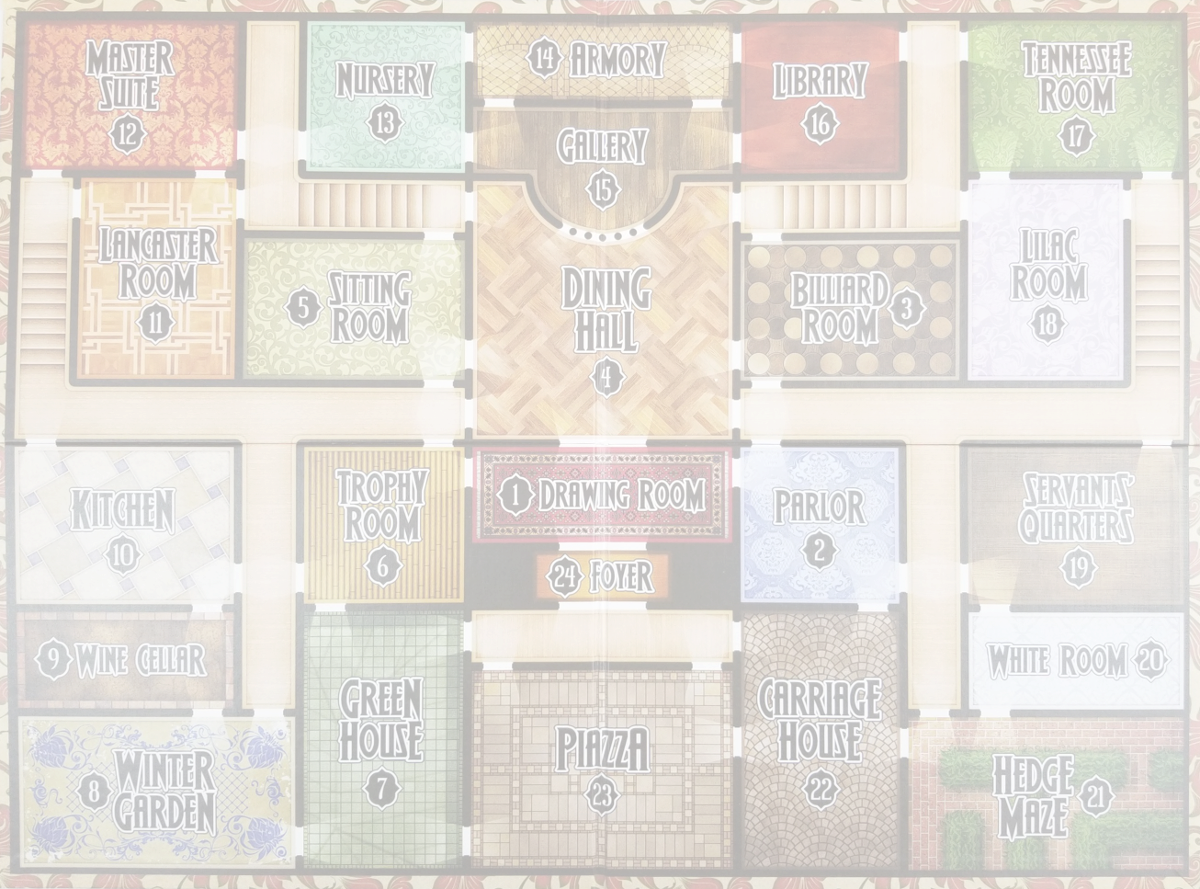 MASTER
SUITE
12
NURSERY
13
14 ARMORY
GALLERY
15
LIBRARY
16
TENNESSEE
ROOM
17
LANCASTER
ROOM
11
5 SITTING
ROOM
DINING
HALL
4
BILLIARD
ROOM 3
LILAC
ROOM
18
KITCHEN
10
TROPHY
ROOM
6
1 DRAWING ROOM
24 FOYER
PARLOR
2
SERVANTS'
QUARTERS
19
9 WINE CELLAR
GREEN
HOUSE
7
PIAZZA
23
CARRIAGE
HOUSE
22
WHITE ROOM 20
8 WINTER
GARDEN
HEDGE
MAZE 21